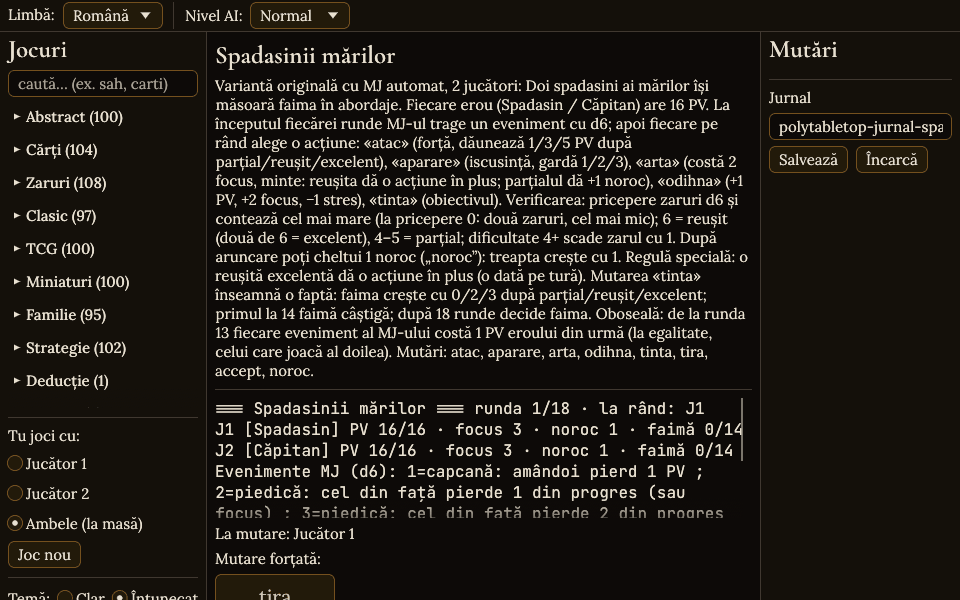 Limbă: Română ▼ Nivel AI: Normal ▼
Jocuri
caută... (ex. sah, carti)
▸ Abstract (100)
▸ Cărți (104)
▸ Zaruri (108)
▸ Clasic (97)
▸ TCG (100)
▸ Miniaturi (100)
▸ Familie (95)
▸ Strategie (102)
▸ Deducție (1)
Tu joci cu:
Jucător 1
Jucător 2
Ambele (la masă)
Joc nou
Temă: Clar Întunecat
Spadasinii mărilor
Variantă originală cu MJ automat, 2 jucători: Doi spadasini ai mărilor își
măsoară faima în abordaje. Fiecare erou (Spadasin / Căpitan) are 16 PV. La
începutul fiecărei runde MJ-ul trage un eveniment cu d6; apoi fiecare pe
rând alege o acțiune: «atac» (forță, dăunează 1/3/5 PV după
parțial/reușit/excelent), «aparare» (iscusință, gardă 1/2/3), «arta» (costă 2
focus, minte: reușita dă o acțiune în plus; parțialul dă +1 noroc), «odihna» (+1
PV, +2 focus, −1 stres), «tinta» (obiectivul). Verificarea: pricepere zaruri d6 și
contează cel mai mare (la pricepere 0: două zaruri, cel mai mic); 6 = reușit
(două de 6 = excelent), 4–5 = parțial; dificultate 4+ scade zarul cu 1. După
aruncare poți cheltui 1 noroc („noroc”): treapta crește cu 1. Regulă specială: o
reușită excelentă dă o acțiune în plus (o dată pe tură). Mutarea «tinta»
înseamnă o faptă: faima crește cu 0/2/3 după parțial/reușit/excelent;
primul la 14 faimă câștigă; după 18 runde decide faima. Oboseală: de la runda
13 fiecare eveniment al MJ-ului costă 1 PV eroului din urmă (la egalitate,
celui care joacă al doilea). Mutări: atac, aparare, arta, odihna, tinta, tira,
accept, noroc.
═══ Spadasinii mărilor ═══ runda 1/18 · la rând: J1
J1 [Spadasin] PV 16/16 · focus 3 · noroc 1 · faimă 0/14
J2 [Căpitan] PV 16/16 · focus 3 · noroc 1 · faimă 0/14
Evenimente MJ (d6): 1=capcană: amândoi pierd 1 PV ;
2=piedică: cel din față pierde 1 din progres (sau
focus) ; 3=piedică: cel din față pierde 2 din progres
La mutare: Jucător 1
Mutare forțată:
tira
Mutări
Jurnal
polytabletop-jurnal-spa
Salvează Încarcă